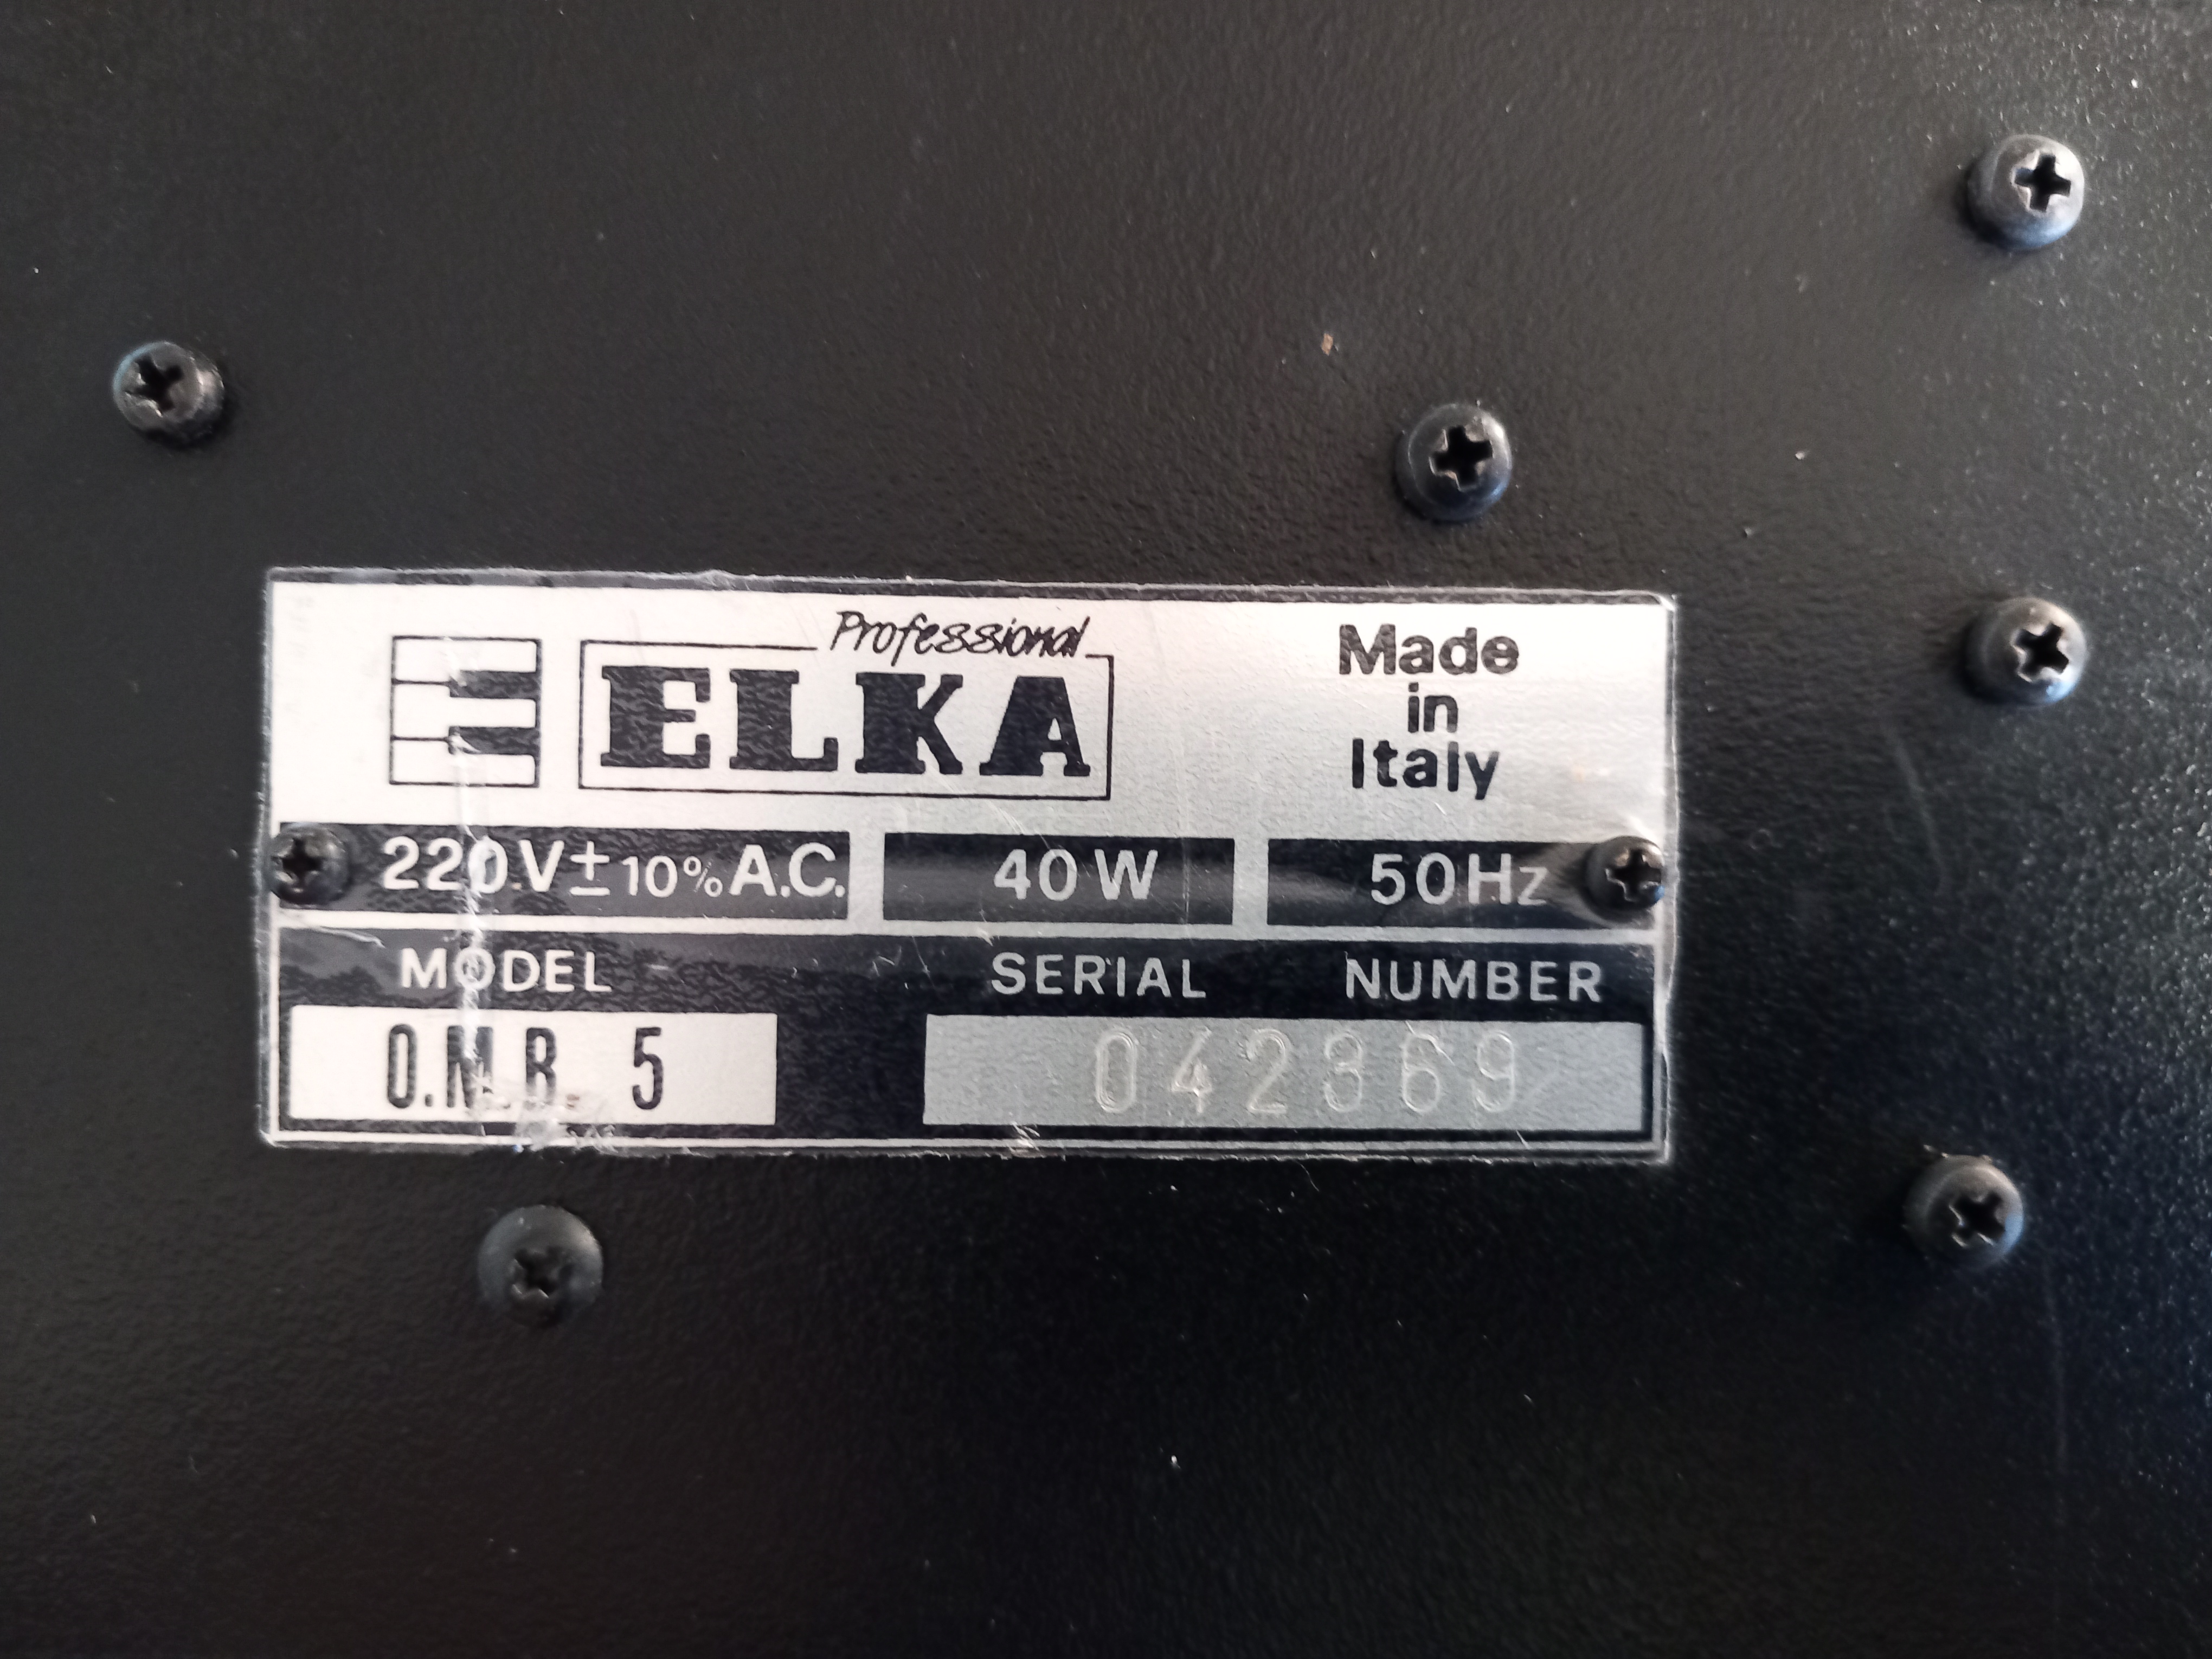 Professional
ELKA
Made
in
Italy
220V±10% A.C. 40W 50Hz
MODEL SERIAL NUMBER
O.M.B. 5 042369